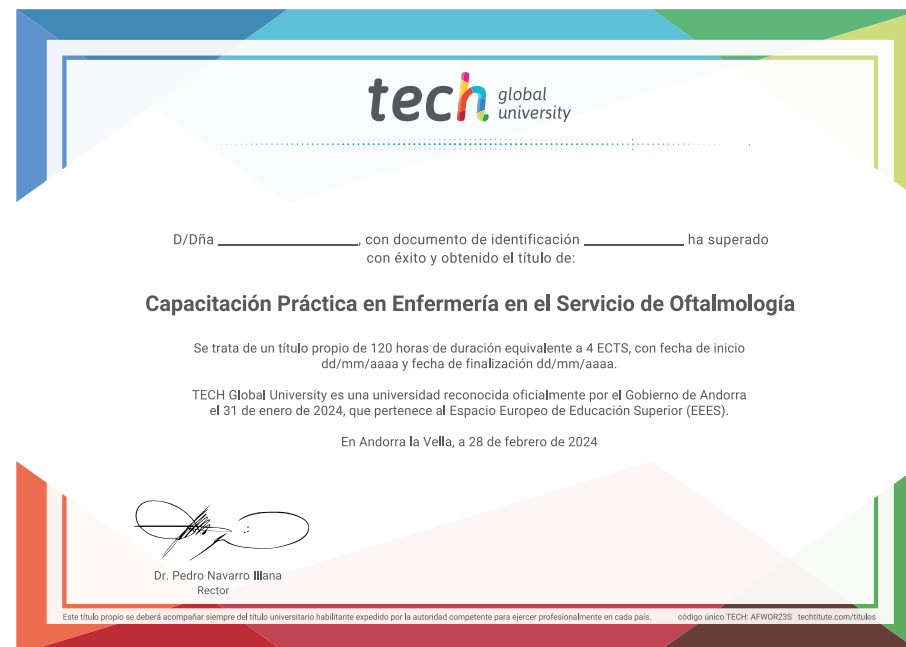 tech global university
D/Dña ______________, con documento de identificación __________ ha superado
con éxito y obtenido el título de:
Capacitación Práctica en Enfermería en el Servicio de Oftalmología
Se trata de un título propio de 120 horas de duración equivalente a 4 ECTS, con fecha de inicio
dd/mm/aaaa y fecha de finalización dd/mm/aaaa.
TECH Global University es una universidad reconocida oficialmente por el Gobierno de Andorra
el 31 de enero de 2024, que pertenece al Espacio Europeo de Educación Superior (EEES).
En Andorra la Vella, a 28 de febrero de 2024
Dr. Pedro Navarro Illana
Rector
Este título propio se deberá acompañar siempre del título universitario habilitante expedido por la autoridad competente para ejercer profesionalmente en cada país. código único TECH: AFWOR23S techtitute.com/titulos